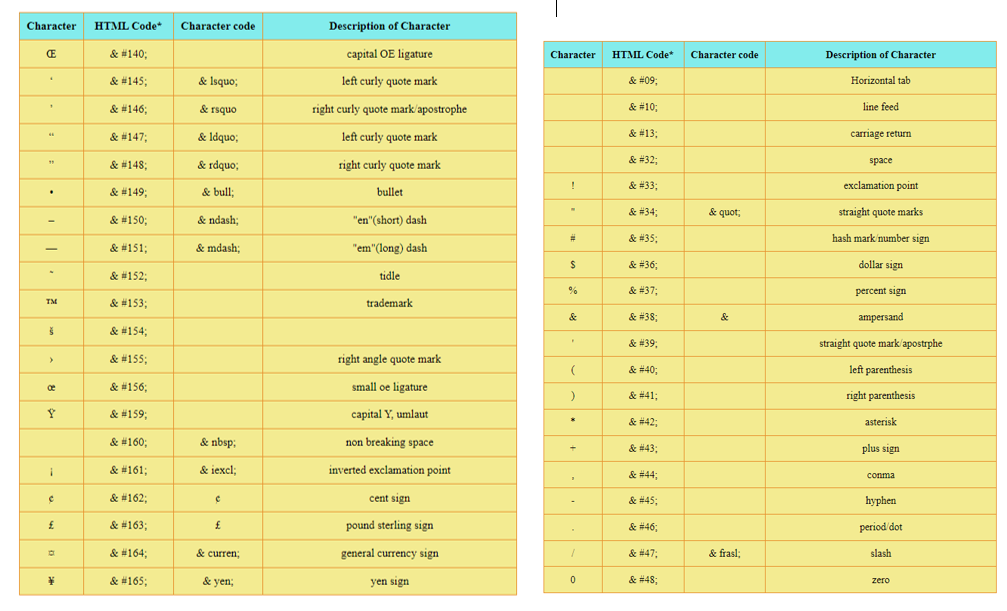 Character HTML Code* Character code Description of Character
Œ & #140; capital OE ligature
‘ & #145; & lsquo; left curly quote mark
’ & #146; & rsquo right curly quote mark/apostrophe
“ & #147; & ldquo; left curly quote mark
” & #148; & rdquo; right curly quote mark
• & #149; & bull; bullet
– & #150; & ndash; "en"(short) dash
— & #151; & mdash; "em"(long) dash
˜ & #152; tidle
™ & #153; trademark
š & #154;
› & #155; right angle quote mark
œ & #156; small oe ligature
Ÿ & #159; capital Y, umlaut
& #160; & nbsp; non breaking space
¡ & #161; & iexcl; inverted exclamation point
¢ & #162; ¢ cent sign
£ & #163; £ pound sterling sign
¤ & #164; & curren; general currency sign
¥ & #165; & yen; yen sign
Character HTML Code* Character code Description of Character
& #09; Horizontal tab
& #10; line feed
& #13; carriage return
& #32; space
! & #33; exclamation point
" & #34; & quot; straight quote marks
# & #35; hash mark/number sign
$ & #36; dollar sign
% & #37; percent sign
& & #38; & ampersand
' & #39; straight quote mark/apostrphe
( & #40; left parenthesis
) & #41; right parenthesis
* & #42; asterisk
+ & #43; plus sign
, & #44; conma
- & #45; hyphen
. & #46; period/dot
/ & #47; & frasl; slash
0 & #48; zero